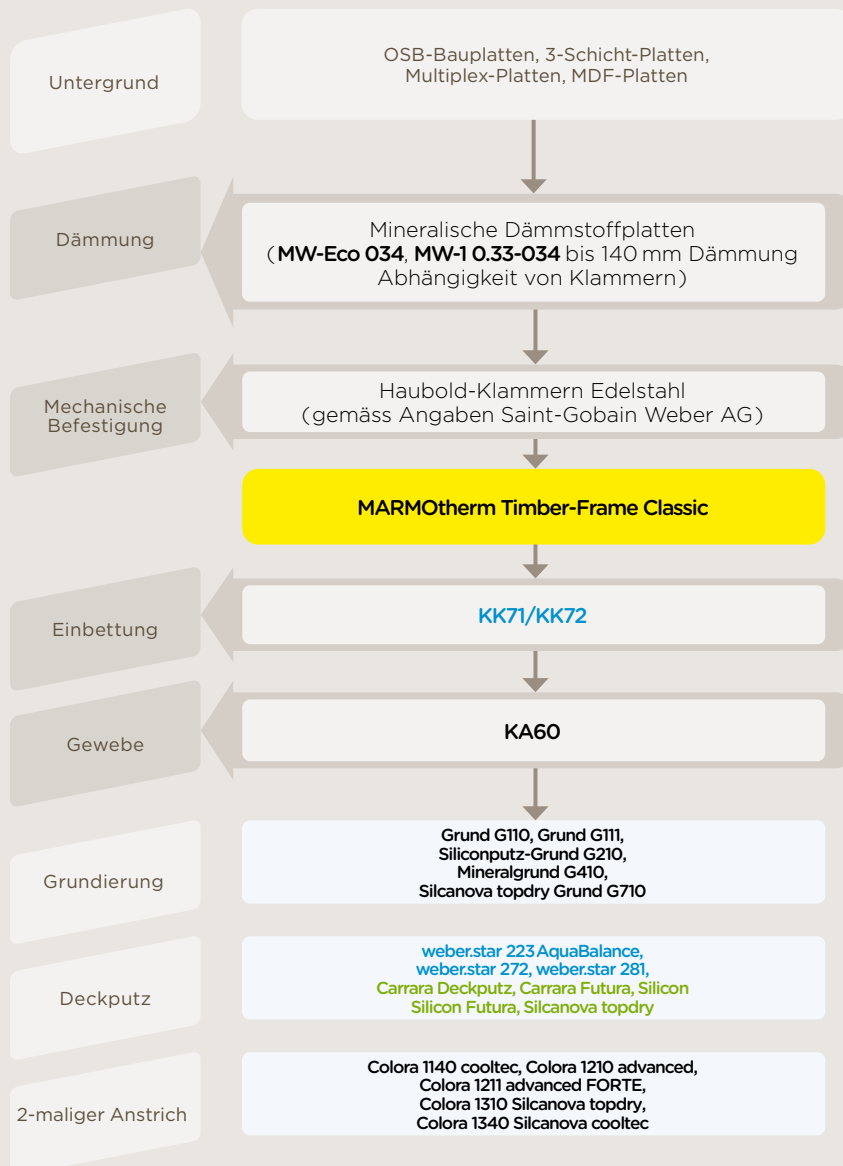 Untergrund
OSB-Bauplatten, 3-Schicht-Platten,
Multiplex-Platten, MDF-Platten
Dämmung
Mineralische Dämmstoffplatten
(MW-Eco 034, MW-1 0.33-034 bis 140 mm Dämmung
Abhängigkeit von Klammern)
Mechanische
Befestigung
Haubold-Klammern Edelstahl
(gemäss Angaben Saint-Gobain Weber AG)
MARMOtherm Timber-Frame Classic
Einbettung
KK71/KK72
Gewebe
KA60
Grundierung
Grund G110, Grund G111,
Siliconputz-Grund G210,
Mineralgrund G410,
Silcanova topdry Grund G710
Deckputz
weber.star 223 AquaBalance,
weber.star 272, weber.star 281,
Carrara Deckputz, Carrara Futura, Silicon
Silicon Futura, Silcanova topdry
2-maliger Anstrich
Colora 1140 cooltec, Colora 1210 advanced,
Colora 1211 advanced FORTE,
Colora 1310 Silcanova topdry,
Colora 1340 Silcanova cooltec